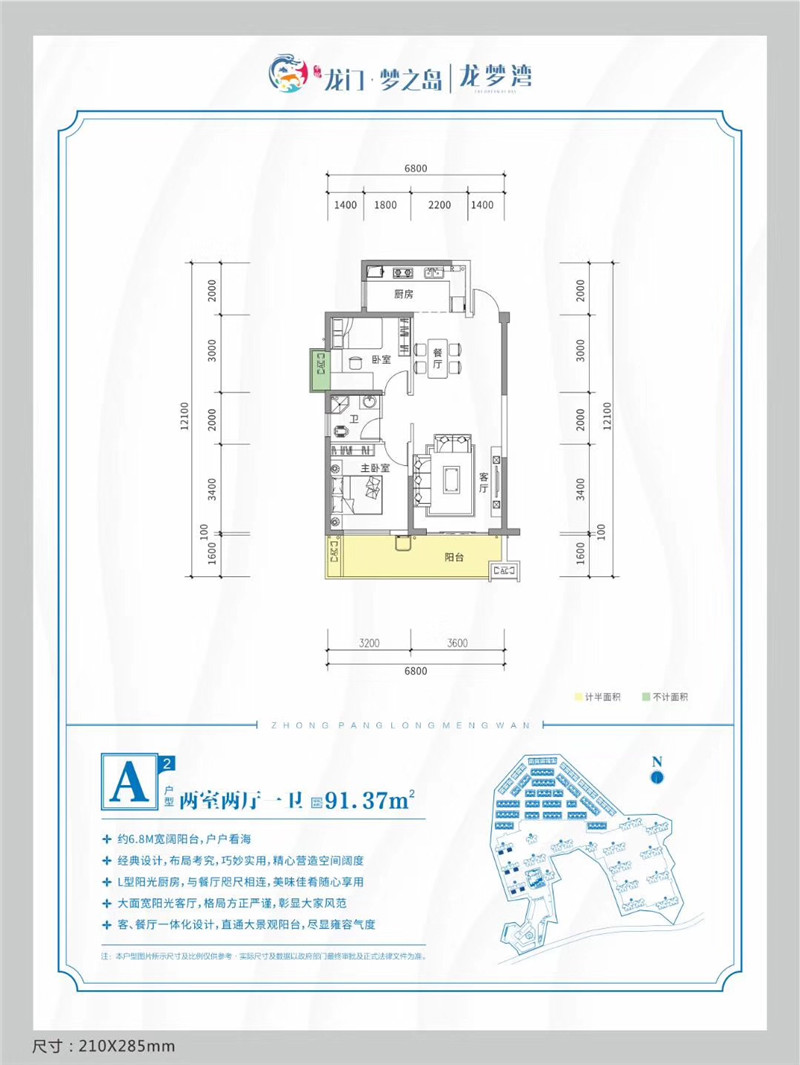 龙门·梦之岛 龙梦湾
6800
1400 1800 2200 1400
2000
3000
2000
3400
100
1600
12100
2000
3000
2000
3400
100
1600
12100
厨房
卧室
餐厅
卫
主卧室
客厅
阳台
3200 3600
6800
计半面积 不计面积
ZHONG PANG LONG MENG WAN
A 2 户型 两室两厅一卫 91.37m²
N
约6.8M宽阔阳台,户户看海
经典设计,布局考究,巧妙实用,精心营造空间阔度
L型阳光厨房,与餐厅咫尺相连,美味佳肴随心享用
大面宽阳光客厅,格局方正严谨,彰显大家风范
客、餐厅一体化设计,直通大景观阳台,尽显雍容气度
注:本户型图片所示尺寸及比例仅供参考,实际尺寸及数据以政府部门最终审批及正式法律文件为准。
尺寸:210X285mm